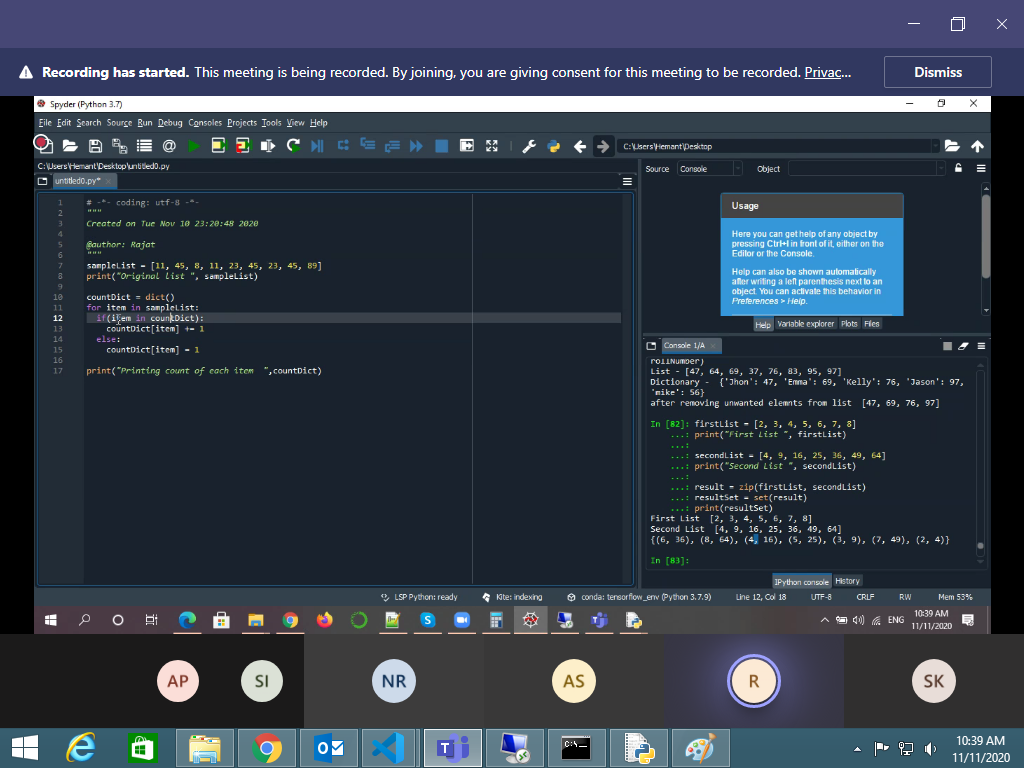 Recording has started. This meeting is being recorded. By joining, you are giving consent for this meeting to be recorded. Privac...
Dismiss
Spyder (Python 3.7)
File Edit Search Source Run Debug Consoles Projects Tools View Help
C:\Users\Hemant\Desktop
C:\Users\Hemant\Desktop\untitled0.py
untitled0.py*
Source Console Object
1 # -*- coding: utf-8 -*-
2 """
3 Created on Tue Nov 10 23:20:48 2020
4
5 @author: Rajat
6 """
7 sampleList = [11, 45, 8, 11, 23, 45, 23, 45, 89]
8 print("Original list ", sampleList)
9
10 countDict = dict()
11 for item in sampleList:
12 if(item in countDict):
13 countDict[item] += 1
14 else:
15 countDict[item] = 1
16
17 print("Printing count of each item  ",countDict)
Usage
Here you can get help of any object by
pressing Ctrl+I in front of it, either on the
Editor or the Console.
Help can also be shown automatically
after writing a left parenthesis next to an
object. You can activate this behavior in
Preferences > Help.
Help Variable explorer Plots Files
Console 1/A
rollNumber)
List - [47, 64, 69, 37, 76, 83, 95, 97]
Dictionary - {'Jhon': 47, 'Emma': 69, 'Kelly': 76, 'Jason': 97,
'mike': 56}
after removing unwanted elemnts from list [47, 69, 76, 97]
In [82]: firstList = [2, 3, 4, 5, 6, 7, 8]
...: print("First List ", firstList)
...:
...: secondList = [4, 9, 16, 25, 36, 49, 64]
...: print("Second List ", secondList)
...:
...: result = zip(firstList, secondList)
...: resultSet = set(result)
...: print(resultSet)
First List [2, 3, 4, 5, 6, 7, 8]
Second List [4, 9, 16, 25, 36, 49, 64]
{(6, 36), (8, 64), (4, 16), (5, 25), (3, 9), (7, 49), (2, 4)}
In [83]:
IPython console History
LSP Python: ready Kite: indexing conda: tensorflow_env (Python 3.7.9) Line 12, Col 18 UTF-8 CRLF RW Mem 53%
ENG
10:39 AM
11/11/2020
AP SI NR AS R SK
10:39 AM
11/11/2020